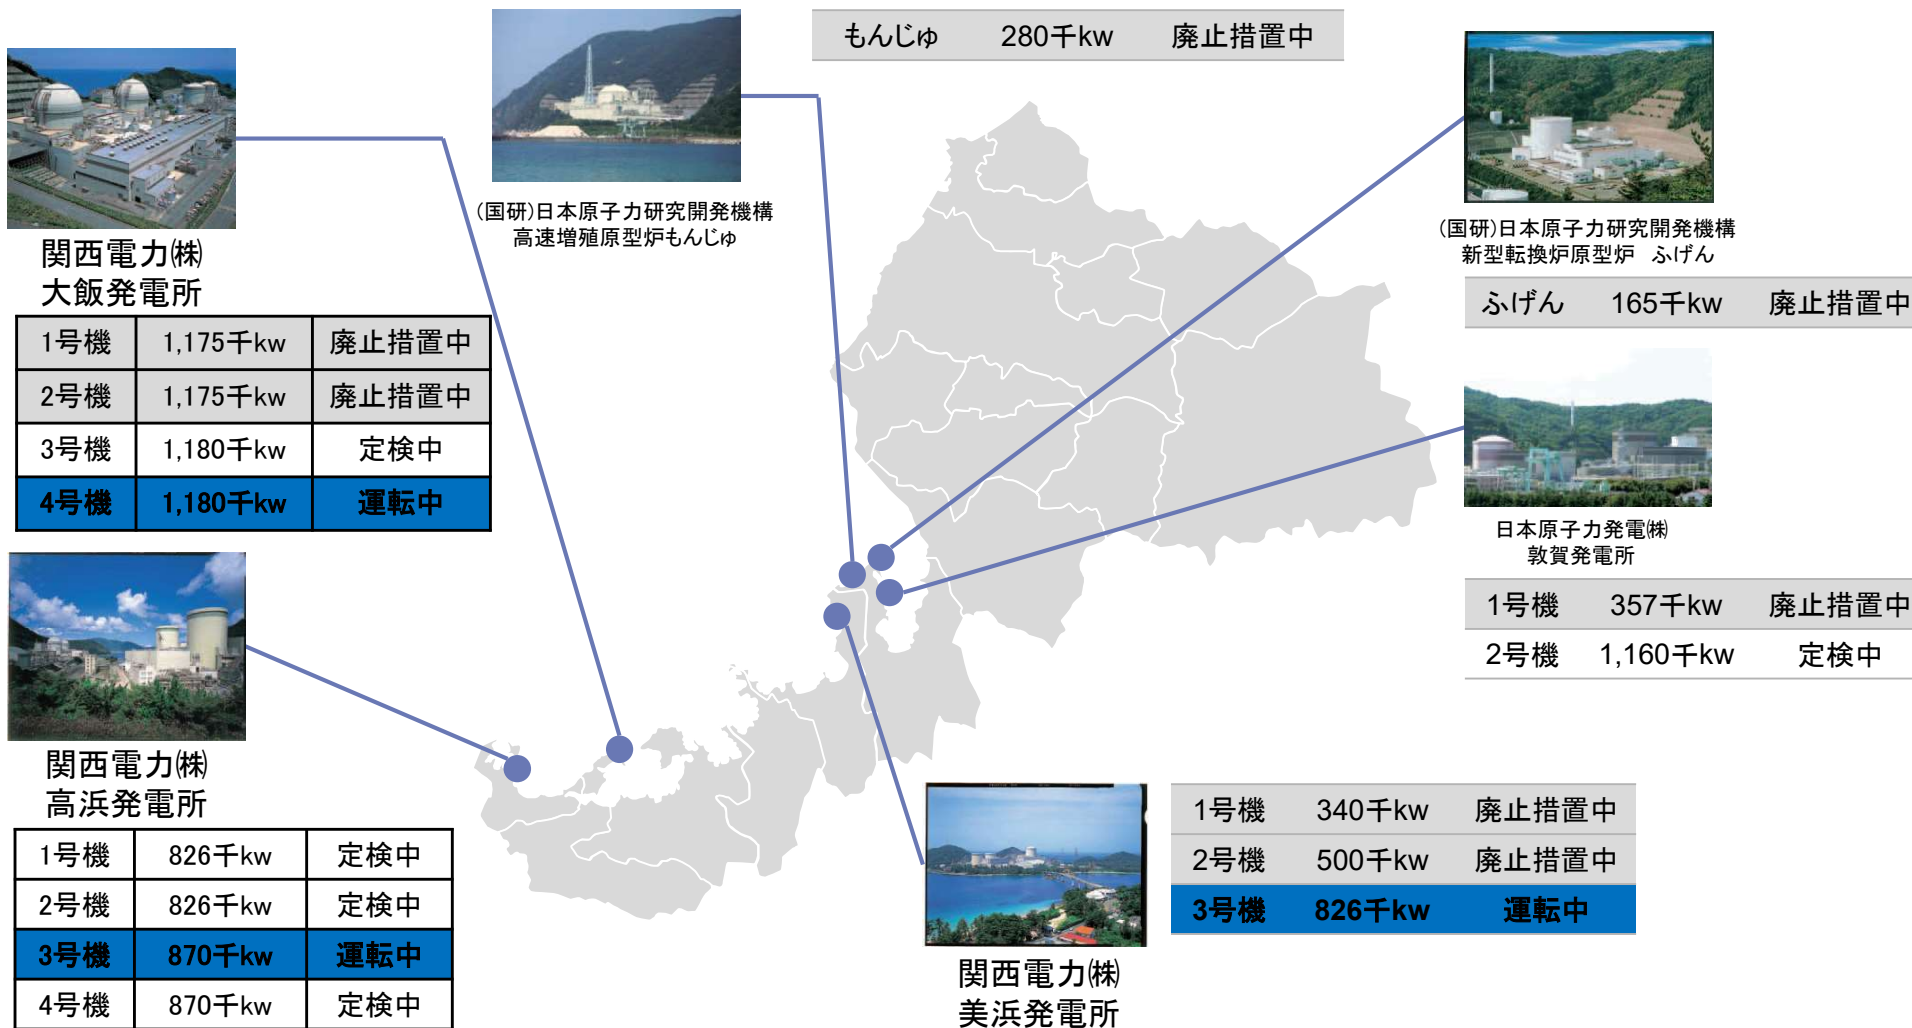 もんじゅ 280千kw 廃止措置中
(国研)日本原子力研究開発機構
高速増殖原型炉もんじゅ
(国研)日本原子力研究開発機構
新型転換炉原型炉　ふげん
ふげん 165千kw 廃止措置中
関西電力㈱
大飯発電所
1号機 1,175千kw 廃止措置中
2号機 1,175千kw 廃止措置中
3号機 1,180千kw 定検中
4号機 1,180千kw 運転中
日本原子力発電㈱
敦賀発電所
1号機 357千kw 廃止措置中
2号機 1,160千kw 定検中
関西電力㈱
高浜発電所
1号機 826千kw 定検中
2号機 826千kw 定検中
3号機 870千kw 運転中
4号機 870千kw 定検中
1号機 340千kw 廃止措置中
2号機 500千kw 廃止措置中
3号機 826千kw 運転中
関西電力㈱
美浜発電所